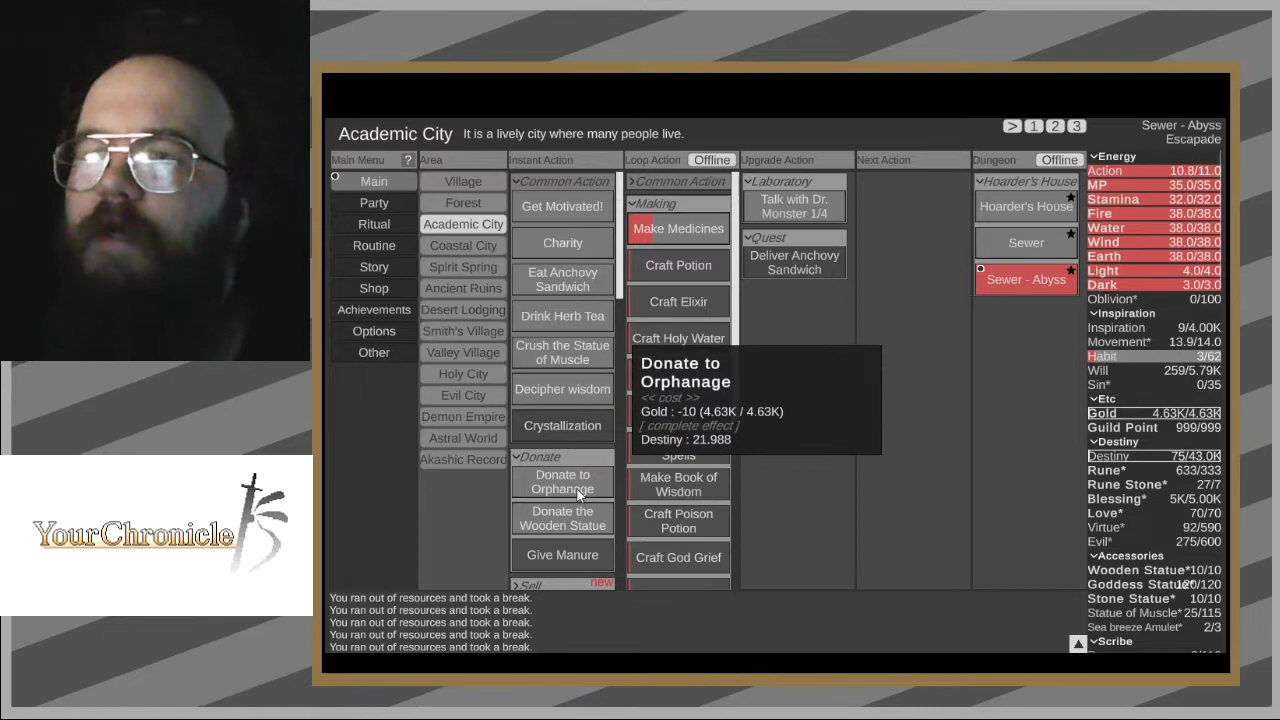 Academic City It is a lively city where many people live.
> 1 2 3
Sewer - Abyss
Escapade
Main Menu ? Area Instant Action Loop Action Offline Upgrade Action Next Action Dungeon Offline
Main
Party
Ritual
Routine
Story
Shop
Achievements
Options
Other
Village
Forest
Academic City
Coastal City
Spirit Spring
Ancient Ruins
Desert Lodging
Smith's Village
Valley Village
Holy City
Evil City
Demon Empire
Astral World
Akashic Record
Common Action
Get Motivated!
Charity
Eat Anchovy
Sandwich
Drink Herb Tea
Crush the Statue
of Muscle
Decipher wisdom
Crystallization
Donate
Donate to
Orphanage
Donate the
Wooden Statue
Give Manure
Sell new
Common Action
Making
Make Medicines
Craft Potion
Craft Elixir
Craft Holy Water
Spells
Make Book of
Wisdom
Craft Poison
Potion
Craft God Grief
Donate to
Orphanage
<< cost >>
Gold : -10 (4.63K / 4.63K)
[ complete effect ]
Destiny : 21.988
Laboratory
Talk with Dr.
Monster 1/4
Quest
Deliver Anchovy
Sandwich
Hoarder's House
Hoarder's House
Sewer
Sewer - Abyss
Energy
Action 10.8/11.0
MP 35.0/35.0
Stamina 32.0/32.0
Fire 38.0/38.0
Water 38.0/38.0
Wind 38.0/38.0
Earth 38.0/38.0
Light 4.0/4.0
Dark 3.0/3.0
Oblivion* 0/100
Inspiration
Inspiration 9/4.00K
Movement* 13.9/14.0
Habit 3/62
Will 259/5.79K
Sin* 0/35
Etc
Gold 4.63K/4.63K
Guild Point 999/999
Destiny
Destiny 75/43.0K
Rune* 633/333
Rune Stone* 27/7
Blessing* 5K/5.00K
Love* 70/70
Virtue* 92/590
Evil* 275/600
Accessories
Wooden Statue* 10/10
Goddess Statue* 120/120
Stone Statue* 10/10
Statue of Muscle* 25/115
Sea breeze Amulet* 2/3
Scribe
You ran out of resources and took a break.
You ran out of resources and took a break.
You ran out of resources and took a break.
You ran out of resources and took a break.
You ran out of resources and took a break.
YourChronicle